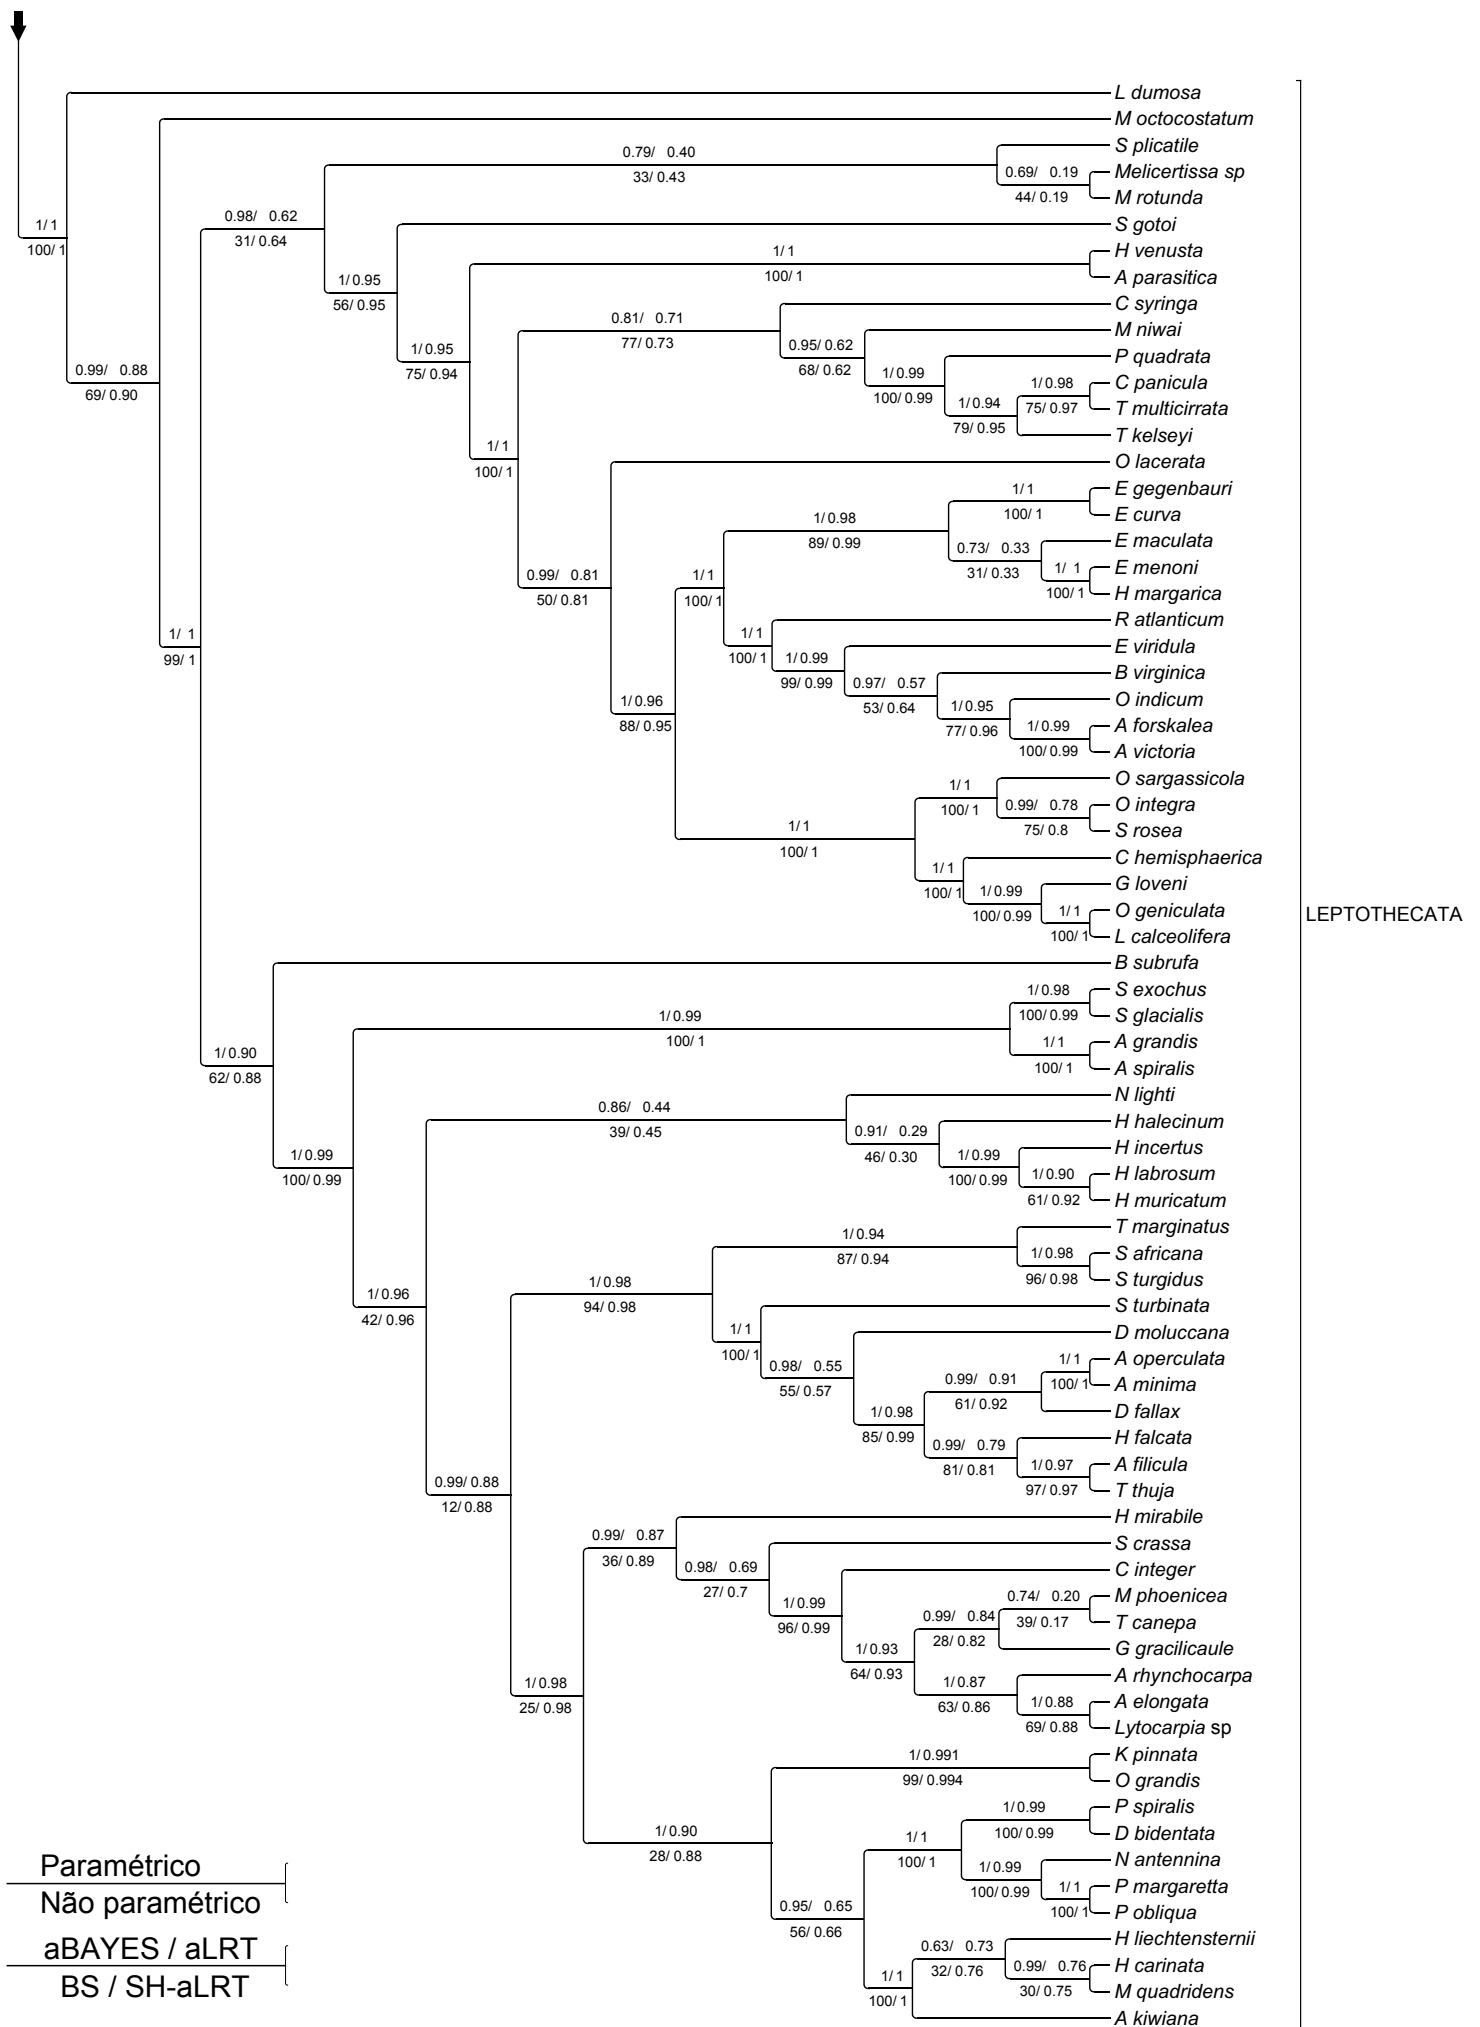 L dumosa
M octocostatum
S plicatile
0.79/ 0.40
33/ 0.43
Melicertissa sp
0.69/ 0.19
44/ 0.19
M rotunda
0.98/ 0.62
31/ 0.64
1/ 1
100/ 1
S gotoi
H venusta
1/ 1
100/ 1
A parasitica
1/ 0.95
56/ 0.95
C syringa
0.81/ 0.71
77/ 0.73
M niwai
0.95/ 0.62
68/ 0.62
1/ 0.95
75/ 0.94
P quadrata
0.99/ 0.88
69/ 0.90
1/ 0.99
100/ 0.99
C panicula
1/ 0.98
75/ 0.97
T multicirrata
1/ 0.94
79/ 0.95
T kelseyi
1/ 1
100/ 1
O lacerata
E gegenbauri
1/ 1
100/ 1
E curva
1/ 0.98
89/ 0.99
E maculata
0.73/ 0.33
31/ 0.33
E menoni
1/ 1
100/ 1
H margarica
0.99/ 0.81
50/ 0.81
1/ 1
100/ 1
R atlanticum
1/ 1
99/ 1
1/ 1
100/ 1
E viridula
1/ 0.99
99/ 0.99
B virginica
0.97/ 0.57
53/ 0.64
O indicum
1/ 0.95
77/ 0.96
1/ 0.96
88/ 0.95
A forskalea
1/ 0.99
100/ 0.99
A victoria
O sargassicola
1/ 1
100/ 1
O integra
0.99/ 0.78
75/ 0.8
S rosea
1/ 1
100/ 1
C hemisphaerica
1/ 1
100/ 1
G loveni
1/ 0.99
100/ 0.99
O geniculata
1/ 1
100/ 1
L calceolifera
LEPTOTHECATA
B subrufa
S exochus
1/ 0.98
100/ 0.99
S glacialis
1/ 0.99
100/ 1
A grandis
1/ 1
100/ 1
A spiralis
1/ 0.90
62/ 0.88
N lighti
0.86/ 0.44
39/ 0.45
H halecinum
0.91/ 0.29
46/ 0.30
H incertus
1/ 0.99
100/ 0.99
1/ 0.99
100/ 0.99
H labrosum
1/ 0.90
61/ 0.92
H muricatum
T marginatus
1/ 0.94
87/ 0.94
S africana
1/ 0.98
96/ 0.98
S turgidus
1/ 0.98
94/ 0.98
1/ 0.96
42/ 0.96
S turbinata
D moluccana
1/ 1
100/ 1
A operculata
1/ 1
100/ 1
0.98/ 0.55
55/ 0.57
A minima
0.99/ 0.91
61/ 0.92
D fallax
1/ 0.98
85/ 0.99
H falcata
0.99/ 0.79
81/ 0.81
A filicula
1/ 0.97
97/ 0.97
T thuja
0.99/ 0.88
12/ 0.88
H mirabile
0.99/ 0.87
36/ 0.89
S crassa
0.98/ 0.69
27/ 0.7
C integer
M phoenicea
0.74/ 0.20
39/ 0.17
1/ 0.99
96/ 0.99
T canepa
0.99/ 0.84
28/ 0.82
G gracilicaule
1/ 0.93
64/ 0.93
A rhynchocarpa
1/ 0.87
63/ 0.86
A elongata
1/ 0.88
69/ 0.88
Lytocarpia sp
1/ 0.98
25/ 0.98
K pinnata
1/ 0.991
99/ 0.994
O grandis
P spiralis
1/ 0.99
100/ 0.99
D bidentata
1/ 0.90
28/ 0.88
1/ 1
100/ 1
N antennina
1/ 0.99
100/ 0.99
P margaretta
1/ 1
100/ 1
P obliqua
0.95/ 0.65
56/ 0.66
H liechtensternii
0.63/ 0.73
32/ 0.76
H carinata
0.99/ 0.76
30/ 0.75
M quadridens
1/ 1
100/ 1
A kiwiana
Paramétrico
Não paramétrico
aBAYES / aLRT
BS / SH-aLRT